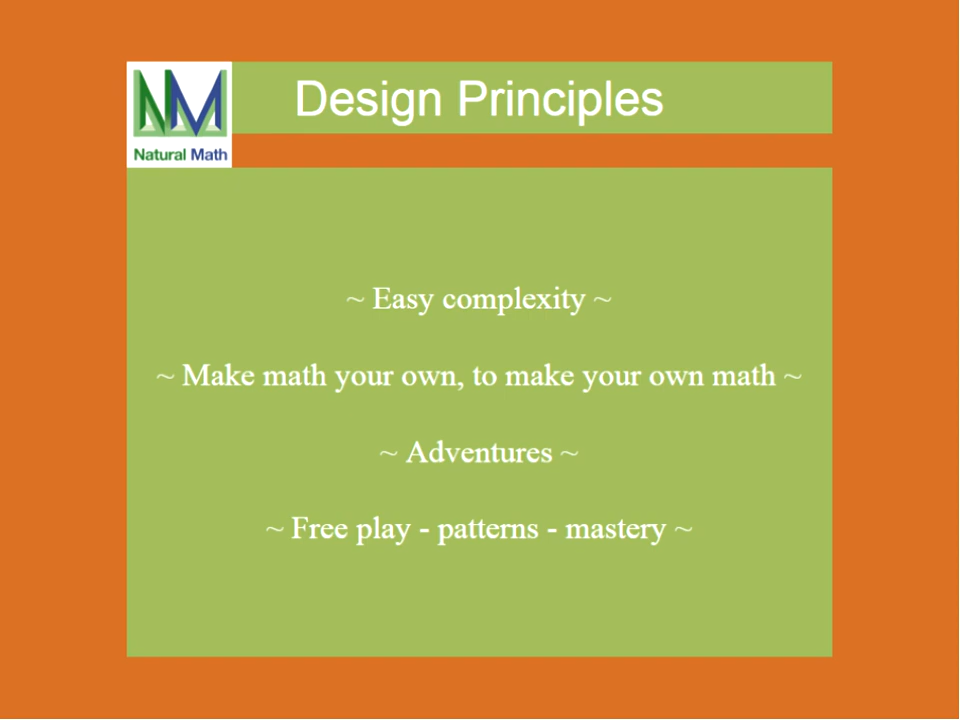 Design Principles
NM
Natural Math
~ Easy complexity ~
~ Make math your own, to make your own math ~
~ Adventures ~
~ Free play - patterns - mastery ~